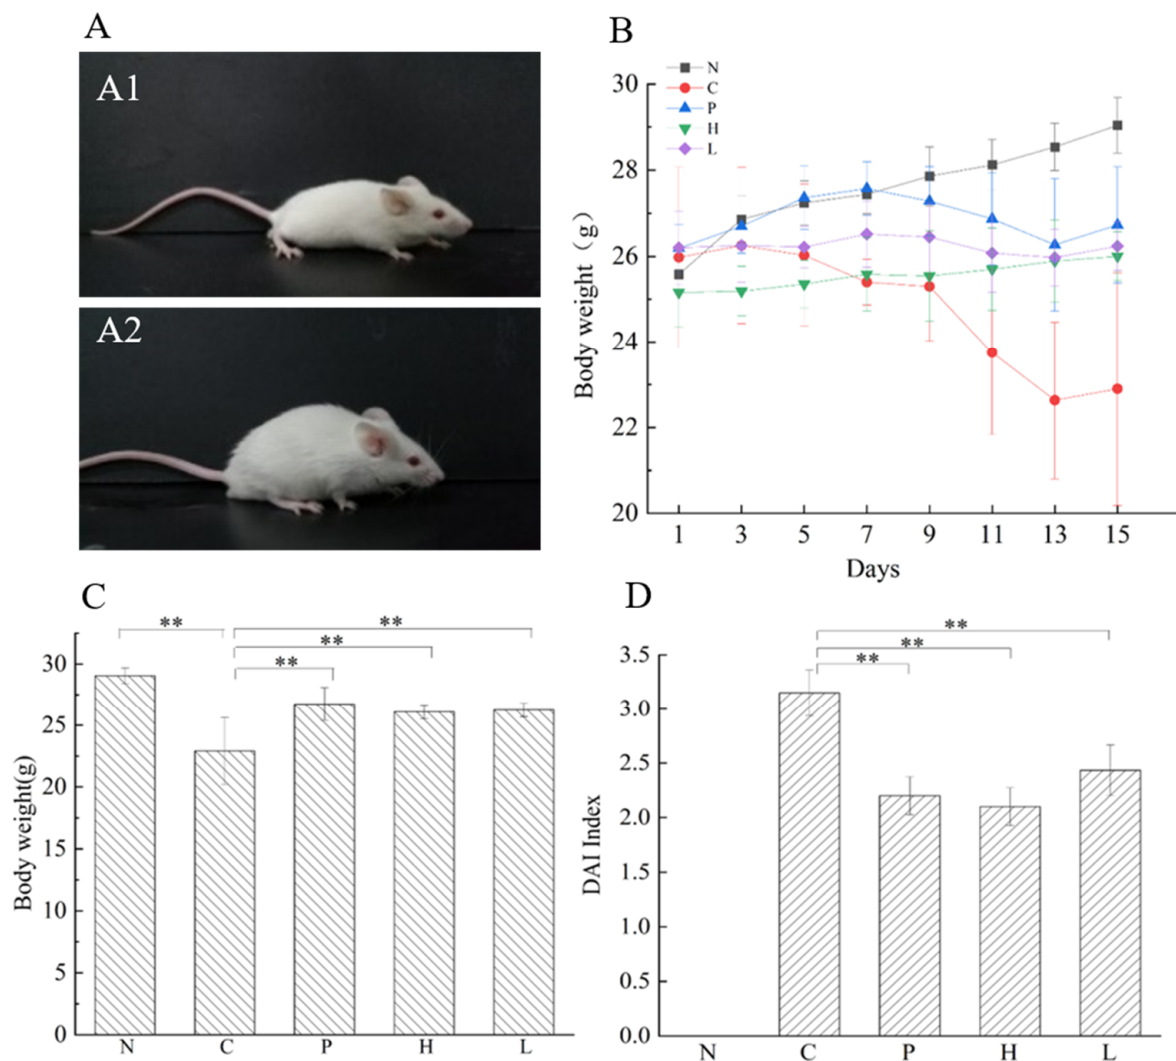 A
A1
A2
B
N
C
P
H
L
30
28
26
24
22
20
Body weight（g）
1 3 5 7 9 11 13 15
Days
C
** 
**
**
**
30
25
20
15
10
5
0
Body weight(g)
N C P H L
D
**
**
**
3.5
3.0
2.5
2.0
1.5
1.0
0.5
0.0
DAI Index
N C P H L